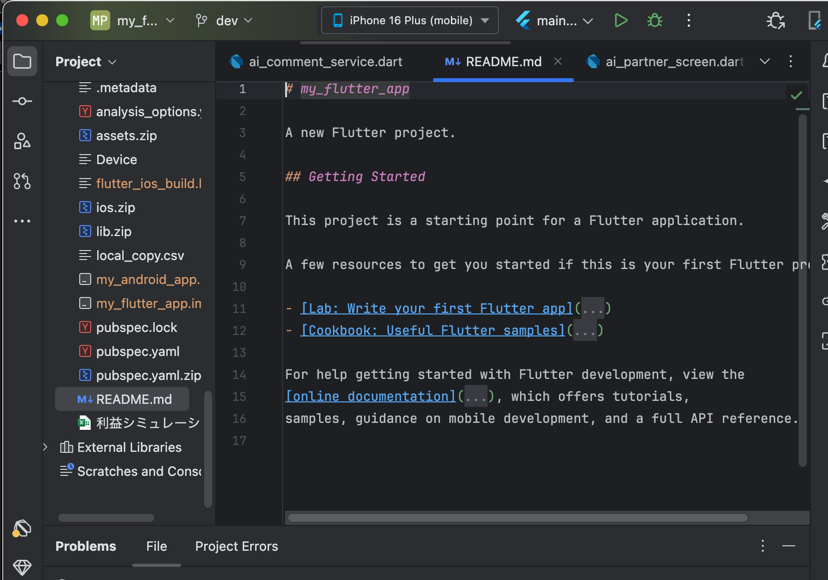 MP my_f... dev iPhone 16 Plus (mobile) main...
Project
ai_comment_service.dart README.md ai_partner_screen.dart
.metadata
analysis_options.y
assets.zip
Device
flutter_ios_build.l
ios.zip
lib.zip
local_copy.csv
my_android_app.
my_flutter_app.im
pubspec.lock
pubspec.yaml
pubspec.yaml.zip
M↓ README.md
利益シミュレーシ
External Libraries
Scratches and Conso
1 # my_flutter_app
2
3 A new Flutter project.
4
5 ## Getting Started
6
7 This project is a starting point for a Flutter application.
8
9 A few resources to get you started if this is your first Flutter pro
10
11 - [Lab: Write your first Flutter app](...)
12 - [Cookbook: Useful Flutter samples](...)
13
14 For help getting started with Flutter development, view the
15 [online documentation](...), which offers tutorials,
16 samples, guidance on mobile development, and a full API reference.
17
Problems File Project Errors